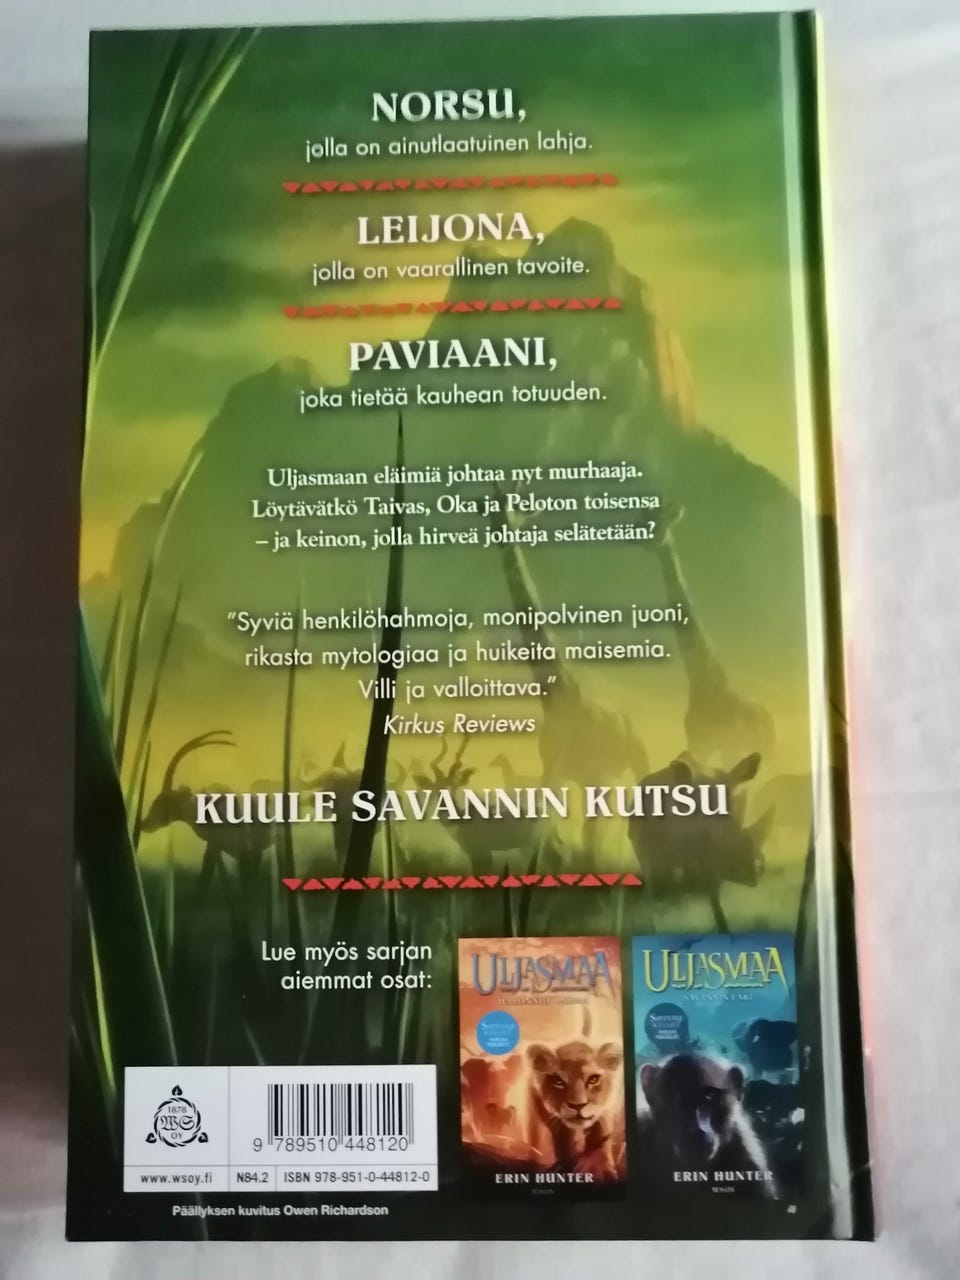 NORSU,
jolla on ainutlaatuinen lahja.
LEIJONA,
jolla on vaarallinen tavoite.
PAVIAANI,
joka tietää kauhean totuuden.
Uljasmaan eläimiä johtaa nyt murhaaja.
Löytävätkö Taivas, Oka ja Peloton toisensa
– ja keinon, jolla hirveä johtaja selätetään?
”Syviä henkilöhahmoja, monipolvinen juoni,
rikasta mytologiaa ja huikeita maisemia.
Villi ja valloittava.”
Kirkus Reviews
KUULE SAVANNIN KUTSU
Lue myös sarjan
aiemmat osat:
ULJASMAA
ERIN HUNTER
WSOY
ULJASMAA
SAVANNIN LAKI
ERIN HUNTER
WSOY
1878
WS
OY
9 789510 448120
www.wsoy.fi
N84.2
ISBN 978-951-0-44812-0
Päällyksen kuvitus Owen Richardson